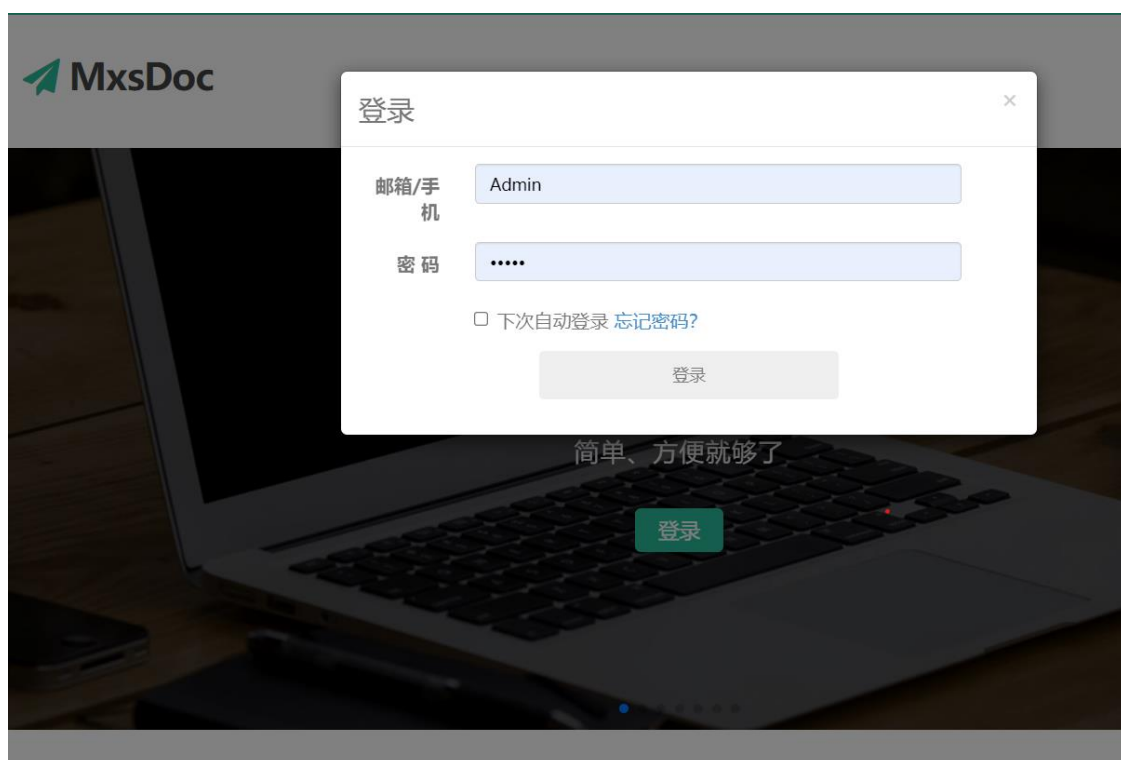 MxsDoc
登录
×
邮箱/手
机
Admin
密 码
•••••
下次自动登录 忘记密码?
登录
简单、方便就够了
登录